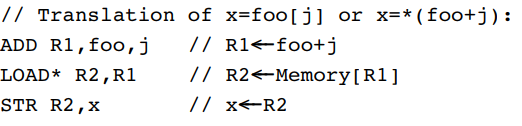 // Translation of x=foo[j] or x=*(foo+j):
ADD R1,foo,j // R1←foo+j
LOAD* R2,R1 // R2←Memory[R1]
STR R2,x // x←R2